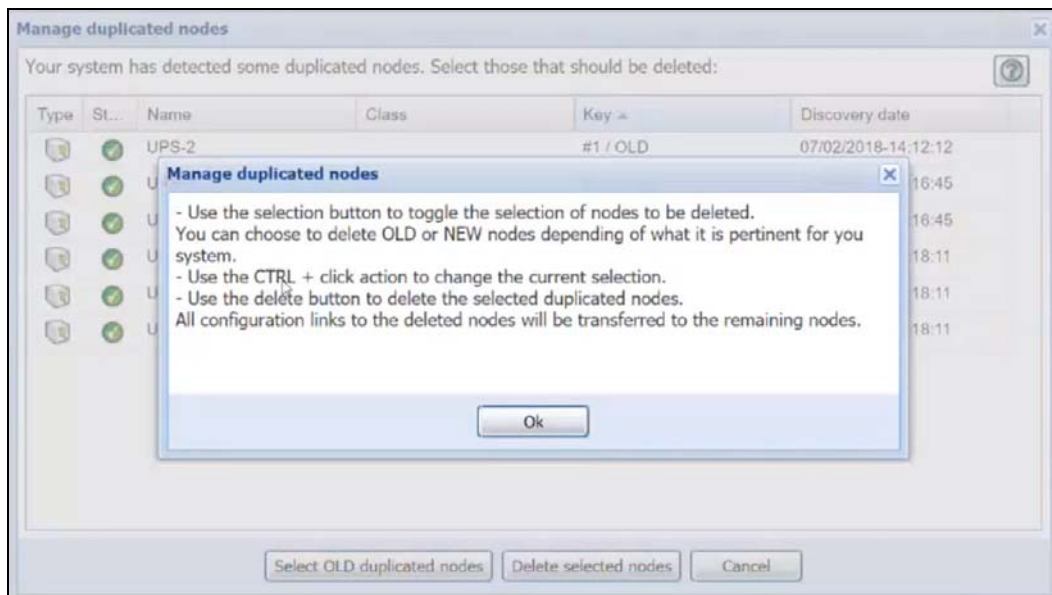 Manage duplicated nodes
Your system has detected some duplicated nodes. Select those that should be deleted:
Type St... Name Class Key Discovery date
UPS-2 #1 / OLD 07/02/2018-14:12:12
Manage duplicated nodes
U 16:45
- Use the selection button to toggle the selection of nodes to be deleted.
U 16:45
You can choose to delete OLD or NEW nodes depending of what it is pertinent for you
system.
U 18:11
- Use the CTRL + click action to change the current selection.
U 18:11
- Use the delete button to delete the selected duplicated nodes.
All configuration links to the deleted nodes will be transferred to the remaining nodes.
U 18:11
Ok
Select OLD duplicated nodes Delete selected nodes Cancel